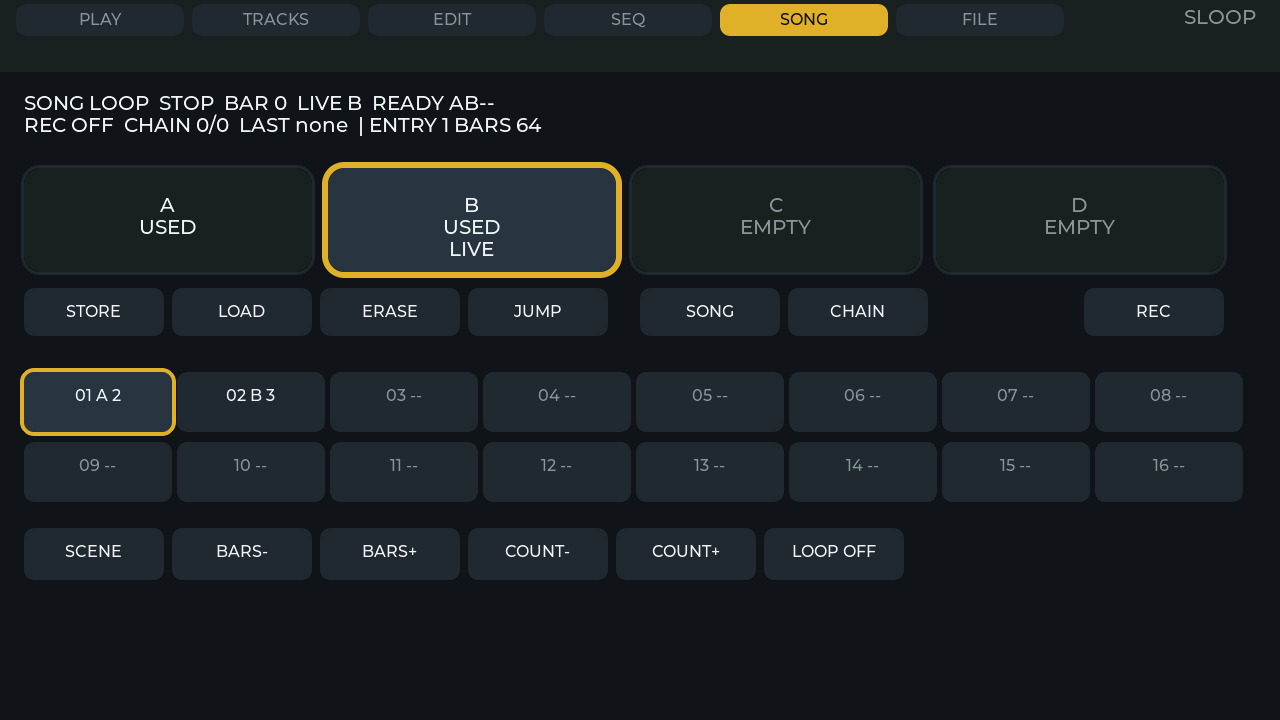 PLAY TRACKS EDIT SEQ SONG FILE SLOOP
SONG LOOP STOP BAR 0 LIVE B READY AB--
REC OFF CHAIN 0/0 LAST none | ENTRY 1 BARS 64
A B C D
USED USED EMPTY EMPTY
LIVE
STORE LOAD ERASE JUMP SONG CHAIN REC
01 A 2 02 B 3 03 -- 04 -- 05 -- 06 -- 07 -- 08 --
09 -- 10 -- 11 -- 12 -- 13 -- 14 -- 15 -- 16 --
SCENE BARS- BARS+ COUNT- COUNT+ LOOP OFF